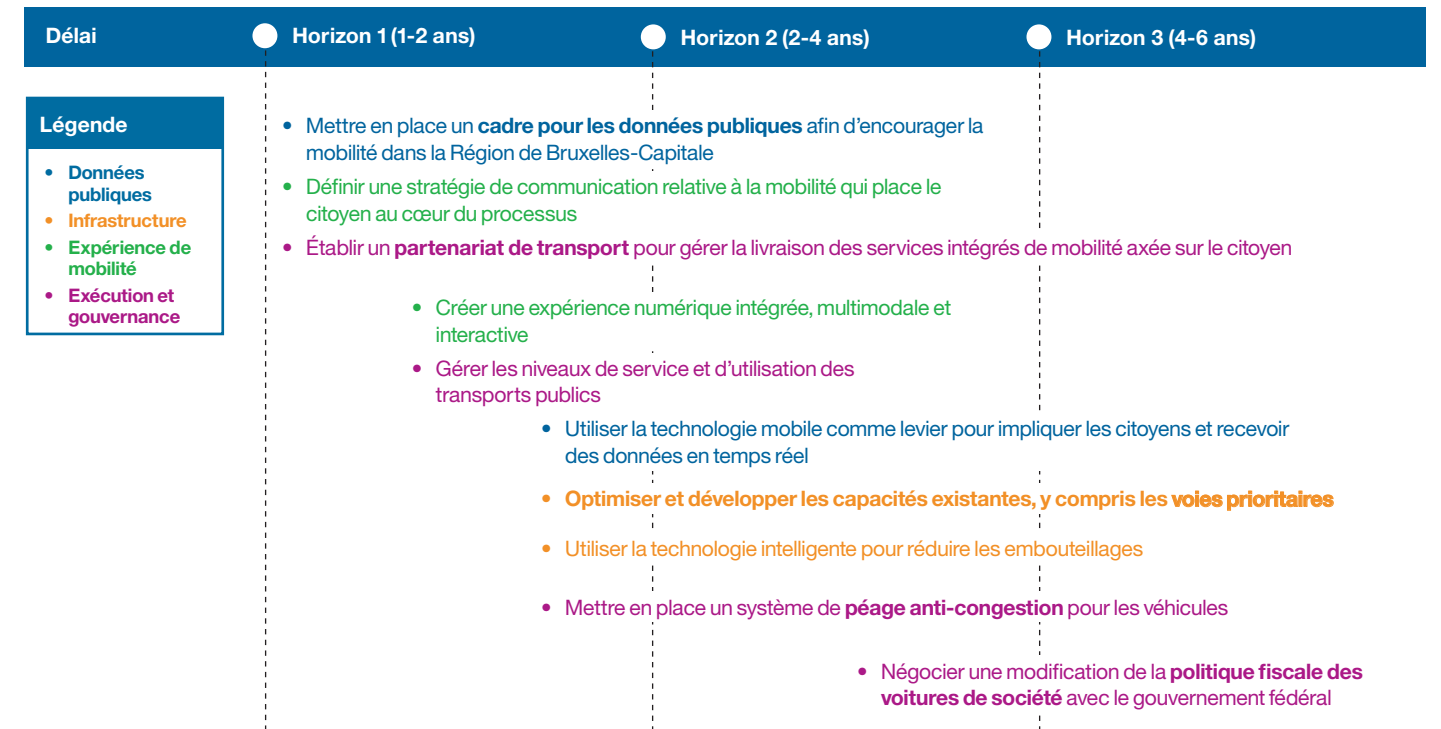 Délai
Horizon 1 (1-2 ans)
Horizon 2 (2-4 ans)
Horizon 3 (4-6 ans)
Légende
• Données
publiques
• Infrastructure
• Expérience de
mobilité
• Exécution et
gouvernance
• Mettre en place un cadre pour les données publiques afin d’encourager la
mobilité dans la Région de Bruxelles-Capitale
• Définir une stratégie de communication relative à la mobilité qui place le
citoyen au cœur du processus
• Établir un partenariat de transport pour gérer la livraison des services intégrés de mobilité axée sur le citoyen
• Créer une expérience numérique intégrée, multimodale et
interactive
• Gérer les niveaux de service et d’utilisation des
transports publics
• Utiliser la technologie mobile comme levier pour impliquer les citoyens et recevoir
des données en temps réel
• Optimiser et développer les capacités existantes, y compris les voies prioritaires
• Utiliser la technologie intelligente pour réduire les embouteillages
• Mettre en place un système de péage anti-congestion pour les véhicules
• Négocier une modification de la politique fiscale des
voitures de société avec le gouvernement fédéral